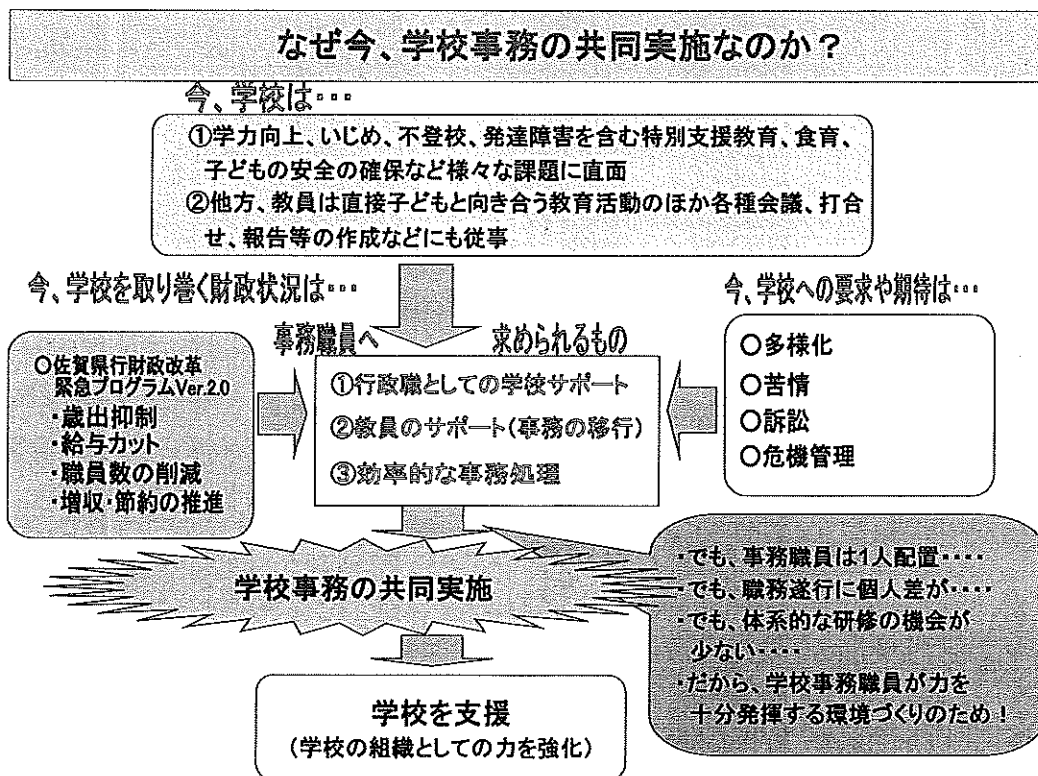 なぜ今、学校事務の共同実施なのか？
今、学校は…
①学力向上、いじめ、不登校、発達障害を含む特別支援教育、食育、
子どもの安全の確保など様々な課題に直面
②他方、教員は直接子どもと向き合う教育活動のほか各種会議、打合
せ、報告等の作成などにも従事
今、学校を取り巻く財政状況は…
○佐賀県行財政改革
緊急プログラムVer.2.0
・歳出抑制
・給与カット
・職員数の削減
・増収・節約の推進
事務職員へ　求められるもの
①行政職としての学校サポート
②教員のサポート(事務の移行)
③効率的な事務処理
今、学校への要求や期待は…
○多様化
○苦情
○訴訟
○危機管理
学校事務の共同実施
・でも、事務職員は1人配置‥‥
・でも、職務遂行に個人差が‥‥
・でも、体系的な研修の機会が
少ない‥‥
・だから、学校事務職員が力を
十分発揮する環境づくりのため！
学校を支援
(学校の組織としての力を強化)